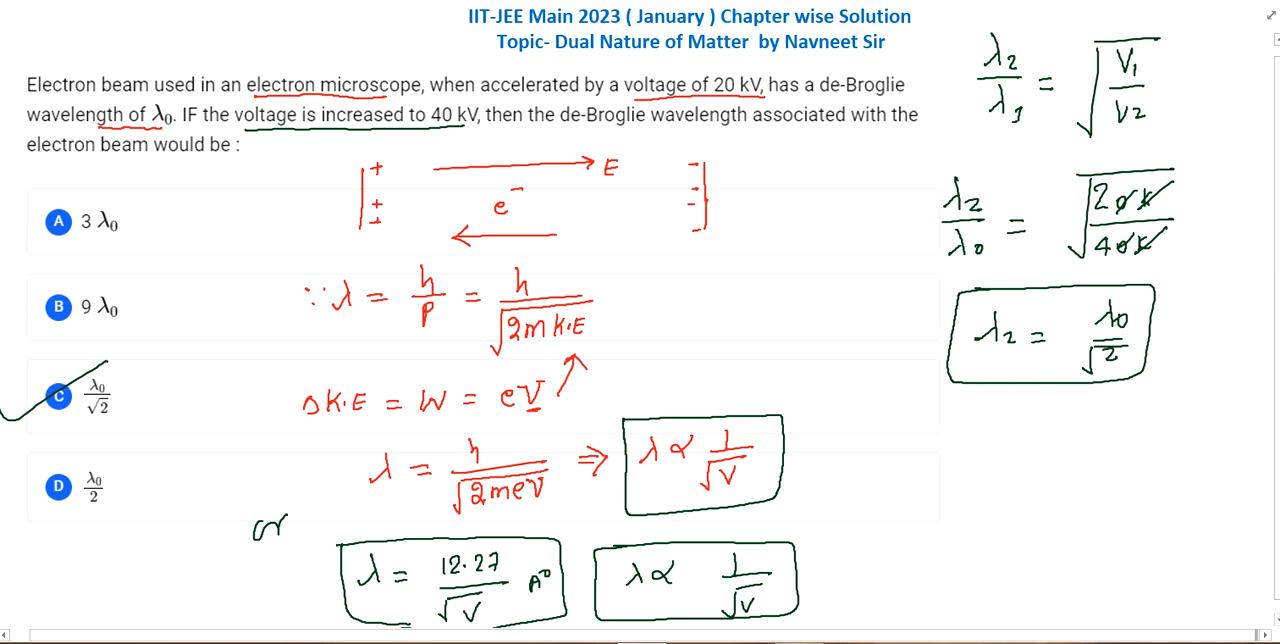 IIT-JEE Main 2023 ( January ) Chapter wise Solution
Topic- Dual Nature of Matter by Navneet Sir
Electron beam used in an electron microscope, when accelerated by a voltage of 20 kV, has a de-Broglie
wavelength of λ₀. IF the voltage is increased to 40 kV, then the de-Broglie wavelength associated with the
electron beam would be :
A 3 λ₀
B 9 λ₀
C λ₀/√2
D λ₀/2
+ → E -
+ e⁻ -
+ ← -
∵ λ = h/P = h/√(2m K.E)
ΔK.E = W = eV
λ = h/√(2meV) ⇒ λ ∝ 1/√V
or
λ = 12.27/√V A° λ ∝ 1/√V
λ₂/λ₁ = √(V₁/V₂)
λ₂/λ₀ = √(20k/40k)
λ₂ = λ₀/√2